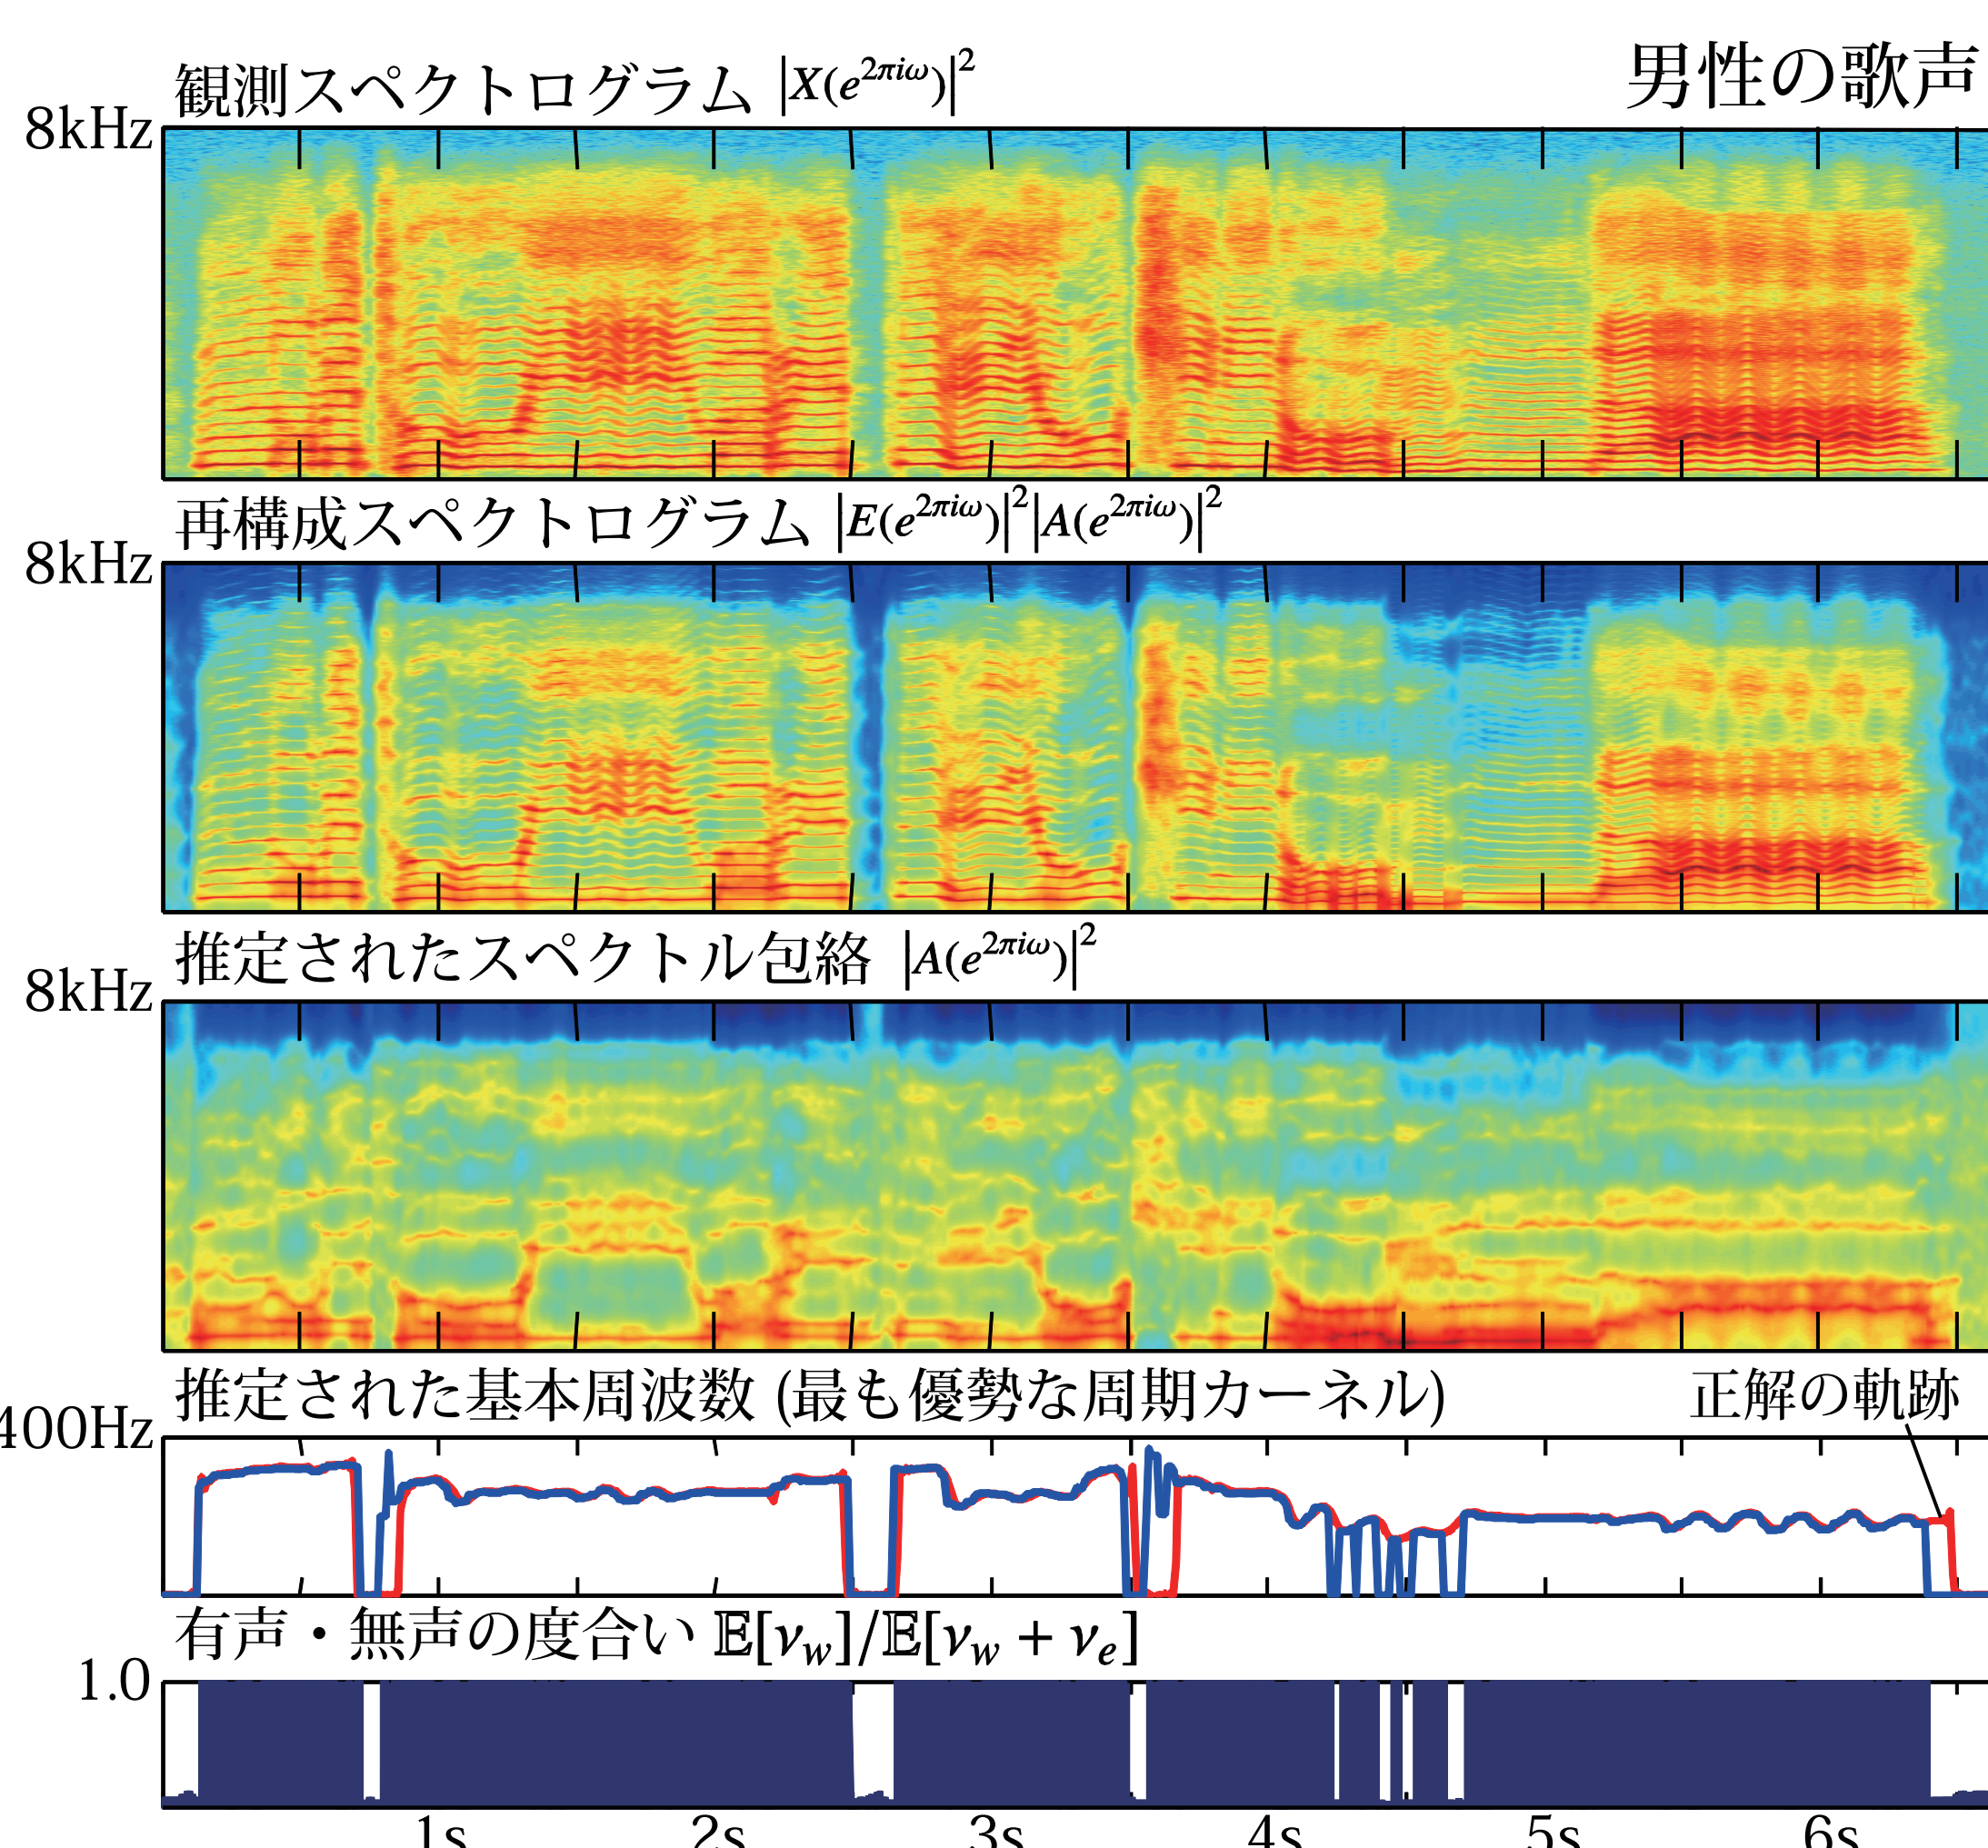 観測スペクトログラム |X(e^{2πiω})|^2
男性の歌声
8kHz
再構成スペクトログラム |E(e^{2πiω})|^2|A(e^{2πiω})|^2
8kHz
推定されたスペクトル包絡 |A(e^{2πiω})|^2
8kHz
推定された基本周波数 (最も優勢な周期カーネル)
正解の軌跡
400Hz
有声・無声の度合い 𝔼[ν_w]/𝔼[ν_w + ν_e]
1.0
1s 2s 3s 4s 5s 6s